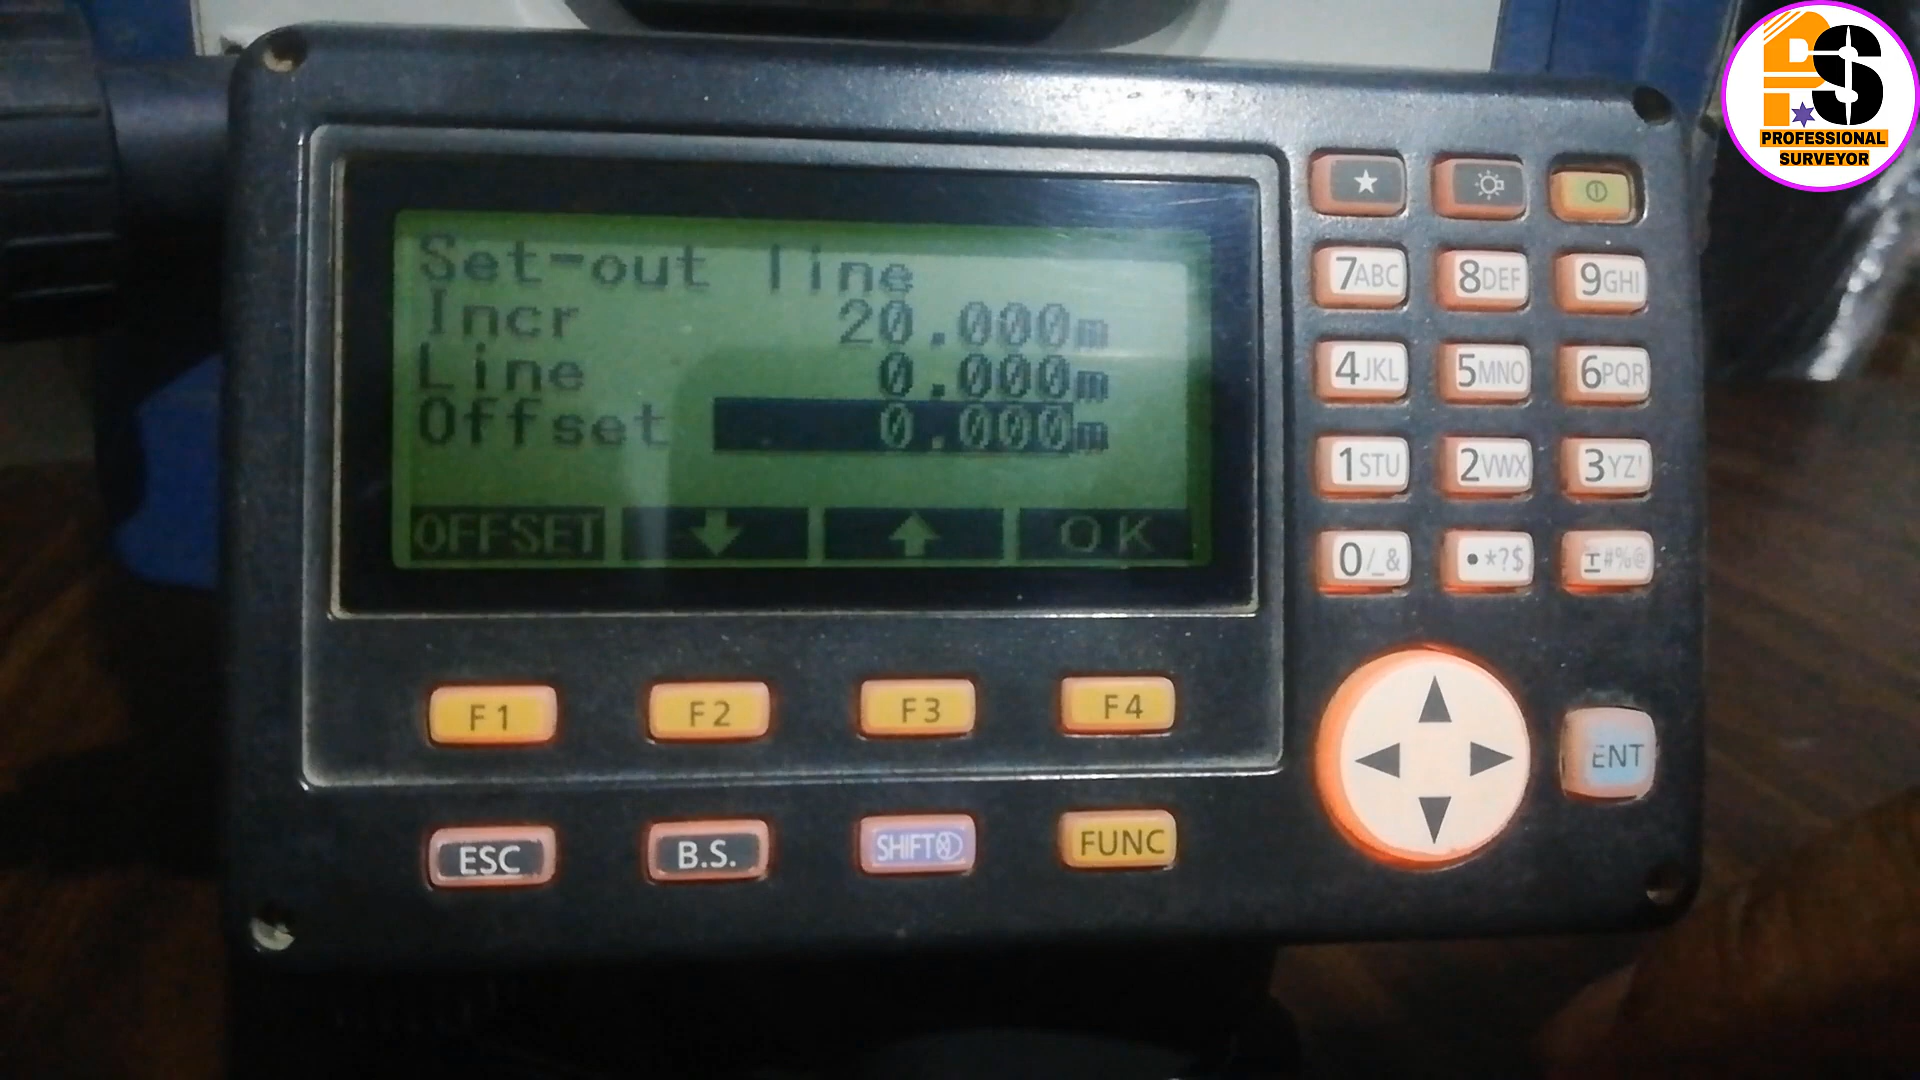 PS
PROFESSIONAL
SURVEYOR
Set-out line
Incr 20.000m
Line 0.000m
Offset 0.000m
OFFSET ↓ ↑ OK
F1 F2 F3 F4
ESC B.S. SHIFT FUNC
7ABC 8DEF 9GHI
4JKL 5MNO 6PQR
1STU 2VWX 3YZ!
0/_& •*?$ ±#%@
ENT